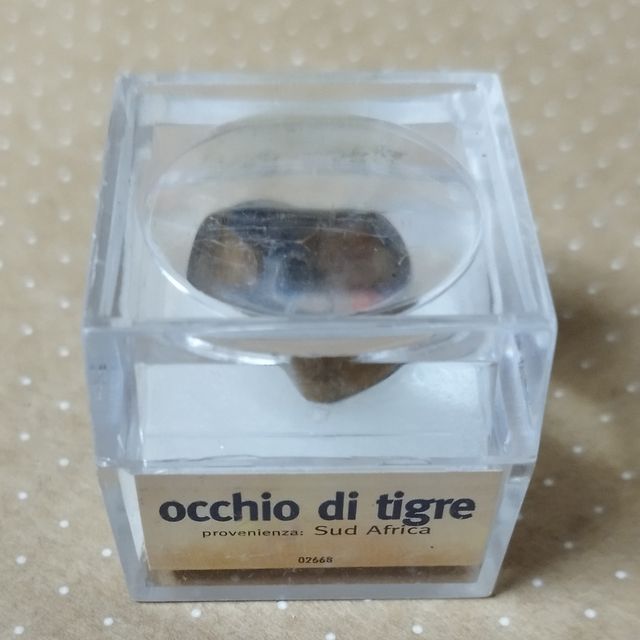 occhio di tigre
provenienza: Sud Africa
02668